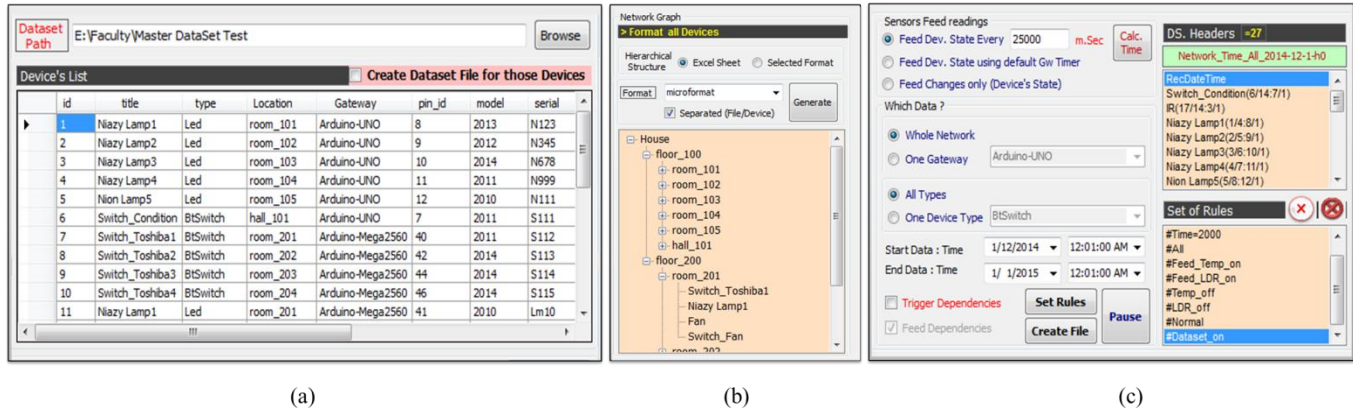 Dataset Path E:\Faculty\Master DataSet Test Browse
Device's List Create Dataset File for those Devices
id title type Location Gateway pin_id model serial
1 Niazy Lamp1 Led room_101 Arduino-UNO 8 2013 N123
2 Niazy Lamp2 Led room_102 Arduino-UNO 9 2012 N345
3 Niazy Lamp3 Led room_103 Arduino-UNO 10 2014 N678
4 Niazy Lamp4 Led room_104 Arduino-UNO 11 2011 N999
5 Nion Lamp5 Led room_105 Arduino-UNO 12 2010 N111
6 Switch_Condition BtSwitch hall_101 Arduino-UNO 7 2011 S111
7 Switch_Toshiba1 BtSwitch room_201 Arduino-Mega2560 40 2011 S112
8 Switch_Toshiba2 BtSwitch room_202 Arduino-Mega2560 42 2014 S113
9 Switch_Toshiba3 BtSwitch room_203 Arduino-Mega2560 44 2014 S114
10 Switch_Toshiba4 BtSwitch room_204 Arduino-Mega2560 46 2014 S115
11 Niazy Lamp1 Led room_201 Arduino-Mega2560 41 2010 Lm10
(a)
Network Graph
> Format all Devices
Hierarchical Structure Excel Sheet Selected Format
Format microformat
Separated (File/Device) Generate
House
floor_100
room_101
room_102
room_103
room_104
room_105
hall_101
floor_200
room_201
Switch_Toshiba1
Niazy Lamp1
Fan
Switch_Fan
room_202
(b)
Sensors Feed readings
Feed Dev. State Every 25000 m.Sec Calc. Time
Feed Dev. State using default Gw Timer
Feed Changes only (Device's State)
Which Data ?
Whole Network
One Gateway Arduino-UNO
All Types
One Device Type BtSwitch
Start Data : Time 1/12/2014 12:01:00 AM
End Data : Time 1/ 1/2015 12:01:00 AM
Trigger Dependencies Set Rules
Feed Dependencies Create File Pause
DS. Headers =27
Network_Time_All_2014-12-1-h0
RecDateTime
Switch_Condition(6/14:7/1)
IR(17/14:3/1)
Niazy Lamp1(1/4:8/1)
Niazy Lamp2(2/5:9/1)
Niazy Lamp3(3/6:10/1)
Niazy Lamp4(4/7:11/1)
Nion Lamp5(5/8:12/1)
Set of Rules
#Time=2000
#All
#Feed_Temp_on
#Feed_LDR_on
#Temp_off
#LDR_off
#Normal
#Dataset_on
(c)